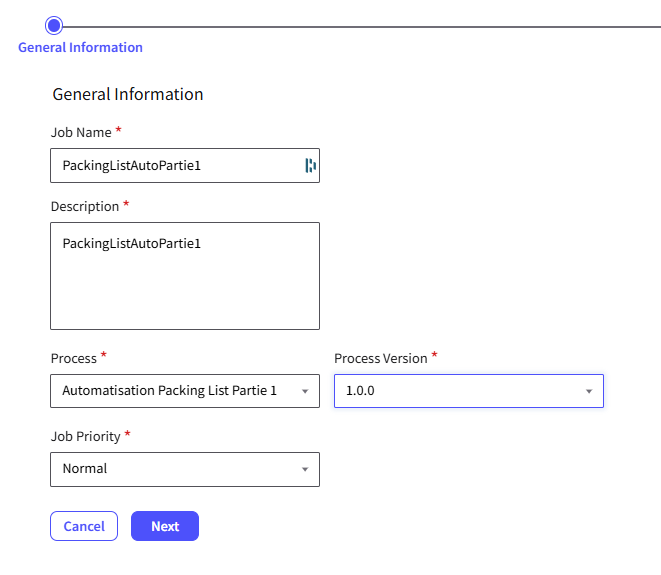 General Information
General Information
Job Name *
PackingListAutoPartie1
Description *
PackingListAutoPartie1
Process * Process Version *
Automatisation Packing List Partie 1 1.0.0
Job Priority *
Normal
Cancel Next